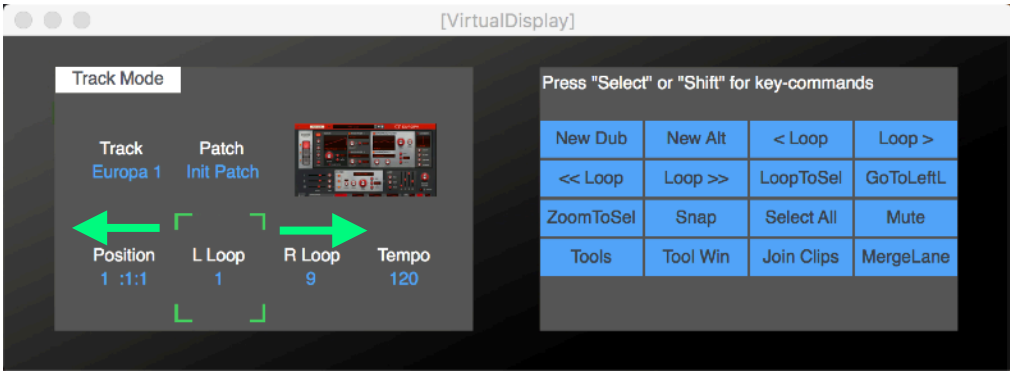 [VirtualDisplay]
Track Mode
Track Patch
Europa 1 Init Patch
Position L Loop R Loop Tempo
1 :1:1 1 9 120
Press "Select" or "Shift" for key-commands
New Dub New Alt < Loop Loop >
<< Loop Loop >> LoopToSel GoToLeftL
ZoomToSel Snap Select All Mute
Tools Tool Win Join Clips MergeLane